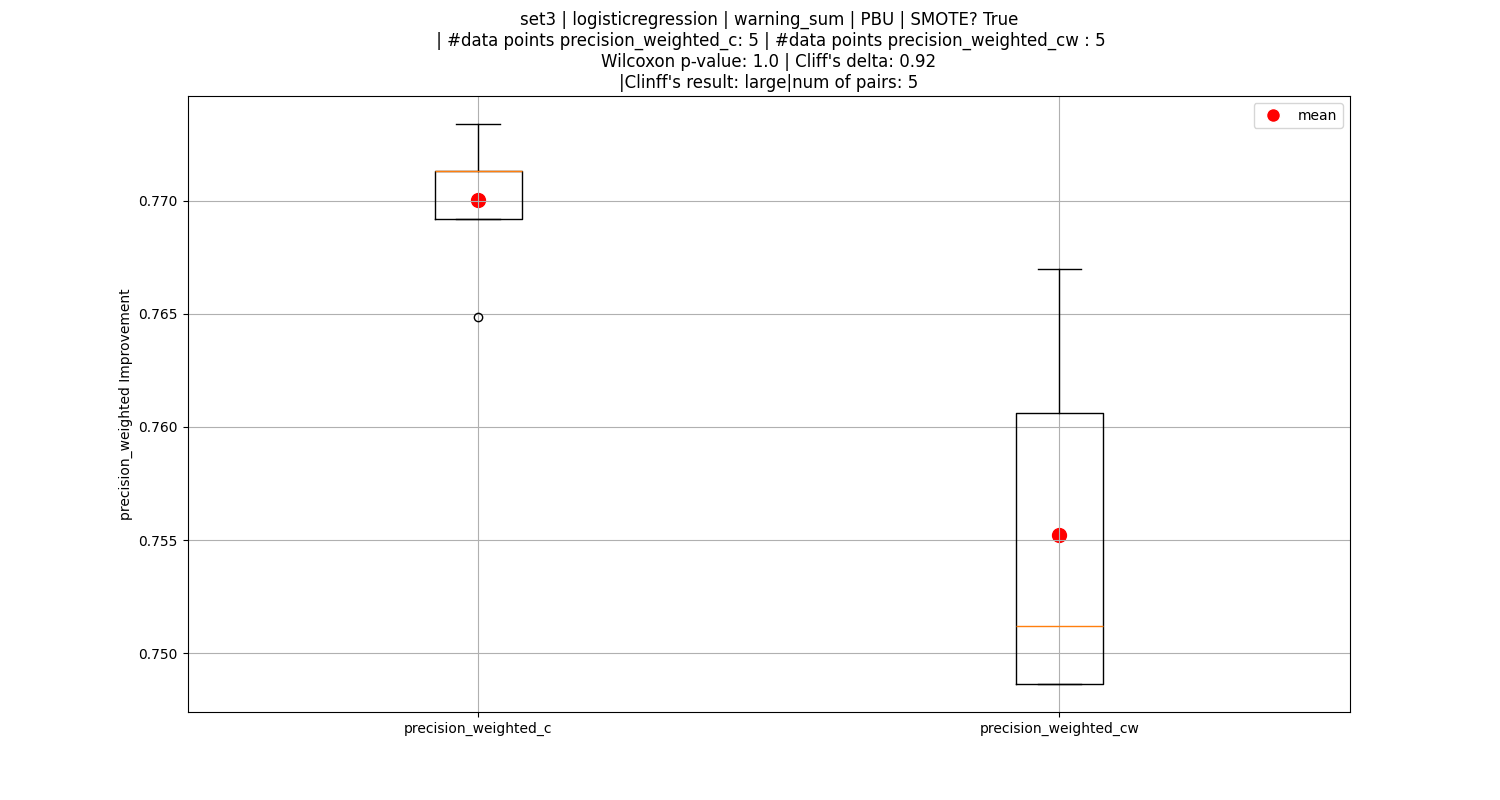 set3 | logisticregression | warning_sum | PBU | SMOTE? True
| #data points precision_weighted_c: 5 | #data points precision_weighted_cw : 5
Wilcoxon p-value: 1.0 | Cliff's delta: 0.92
|Clinff's result: large|num of pairs: 5
mean
0.770
0.765
0.760
0.755
0.750
precision_weighted Improvement
precision_weighted_c
precision_weighted_cw